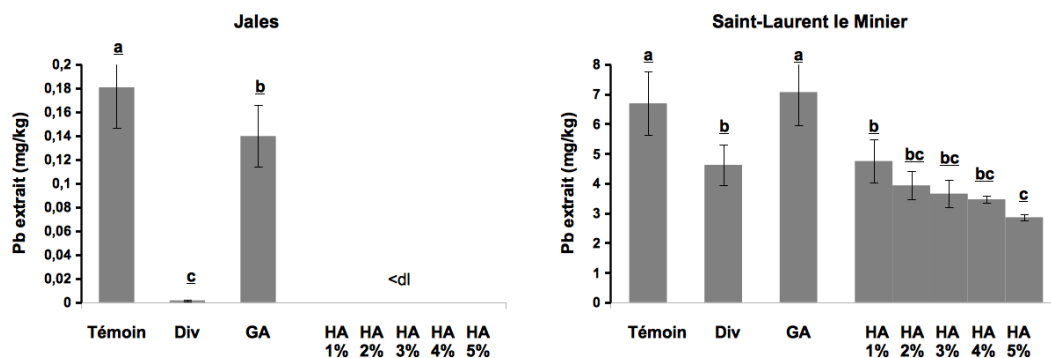 Jales
Pb extrait (mg/kg)
0,2
0,18
0,16
0,14
0,12
0,1
0,08
0,06
0,04
0,02
0
a
c
b
<dl
Témoin Div GA HA HA HA HA HA
1% 2% 3% 4% 5%
Saint-Laurent le Minier
Pb extrait (mg/kg)
8
7
6
5
4
3
2
1
0
a
b
a
b
bc
bc
bc
c
Témoin Div GA HA HA HA HA HA
1% 2% 3% 4% 5%